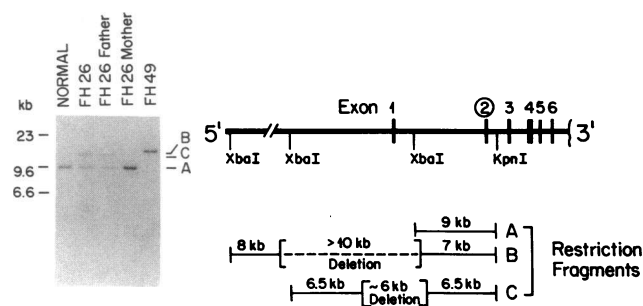 NORMAL
FH 26
FH 26 Father
FH 26 Mother
FH 49
kb
23
9.6
6.6
B
C
A
Exon 1 2 3 4 5 6
5' 3'
XbaI XbaI XbaI KpnI
9 kb A
8 kb >10 kb Deletion 7 kb B
6.5 kb ~6 kb Deletion 6.5 kb C
Restriction
Fragments